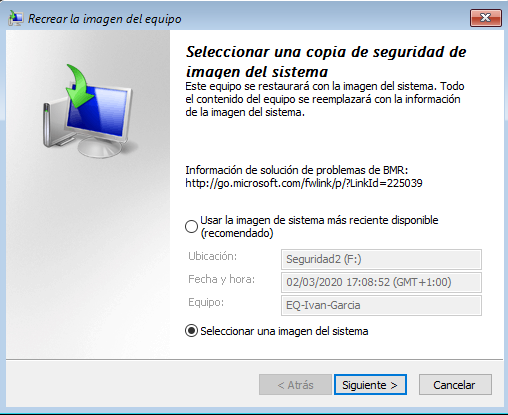 Recrear la imagen del equipo
Seleccionar una copia de seguridad de
imagen del sistema
Este equipo se restaurará con la imagen del sistema. Todo
el contenido del equipo se reemplazará con la información
de la imagen del sistema.
Información de solución de problemas de BMR:
http://go.microsoft.com/fwlink/p/?LinkId=225039
Usar la imagen de sistema más reciente disponible
(recomendado)
Ubicación: Seguridad2 (F:)
Fecha y hora: 02/03/2020 17:08:52 (GMT+1:00)
Equipo: EQ-Ivan-Garcia
Seleccionar una imagen del sistema
< Atrás Siguiente > Cancelar